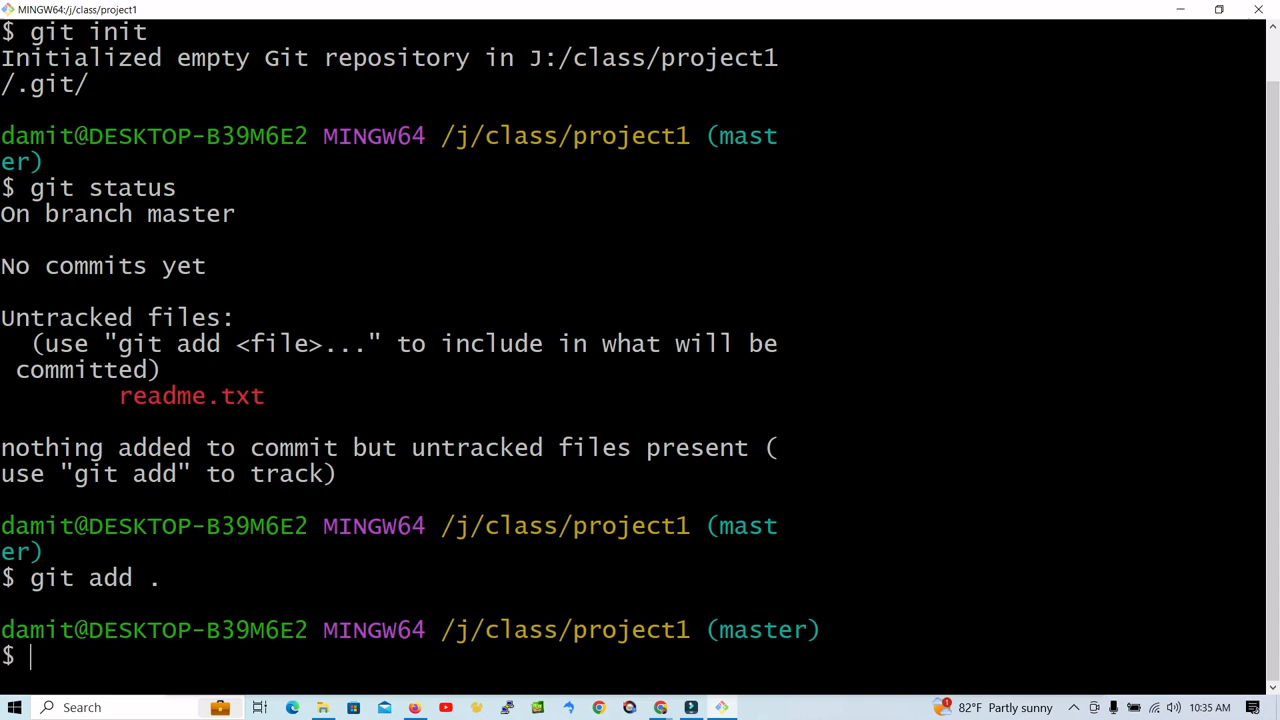 MINGW64:/j/class/project1
$ git init
Initialized empty Git repository in J:/class/project1
/.git/
damit@DESKTOP-B39M6E2 MINGW64 /j/class/project1 (mast
er)
$ git status
On branch master
No commits yet
Untracked files:
  (use "git add <file>..." to include in what will be
 committed)
        readme.txt
nothing added to commit but untracked files present (
use "git add" to track)
damit@DESKTOP-B39M6E2 MINGW64 /j/class/project1 (mast
er)
$ git add .
damit@DESKTOP-B39M6E2 MINGW64 /j/class/project1 (master)
$
Search
1
82°F Partly sunny
10:35 AM